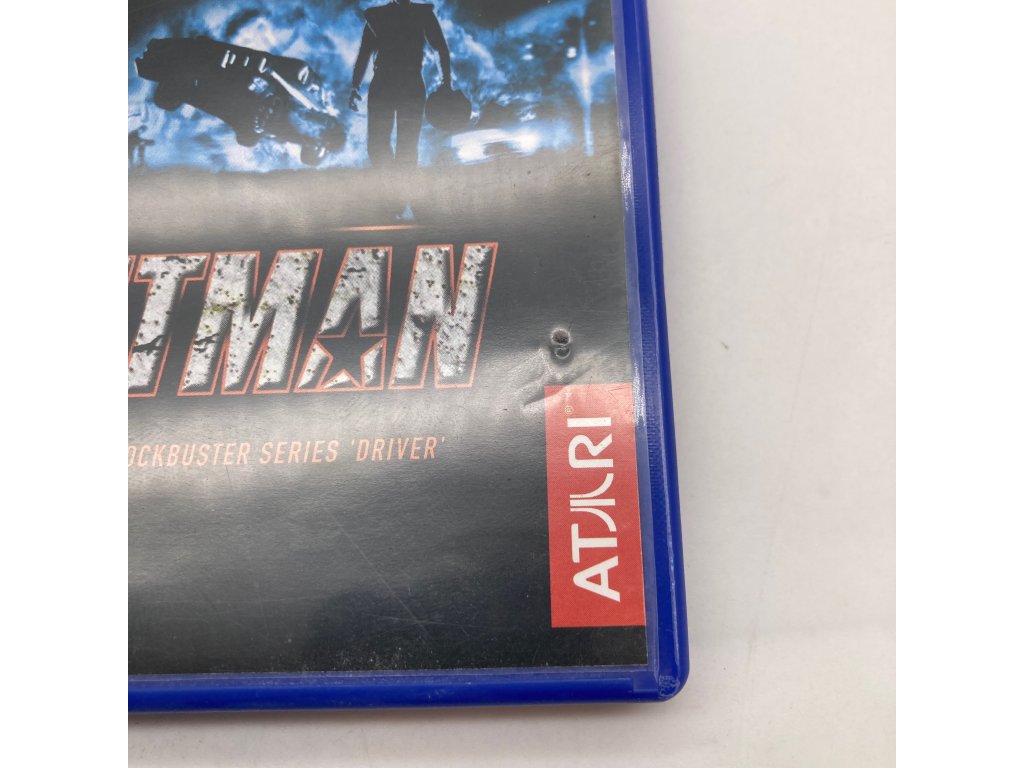 TMAN
OCKBUSTER SERIES 'DRIVER'
ATARI®